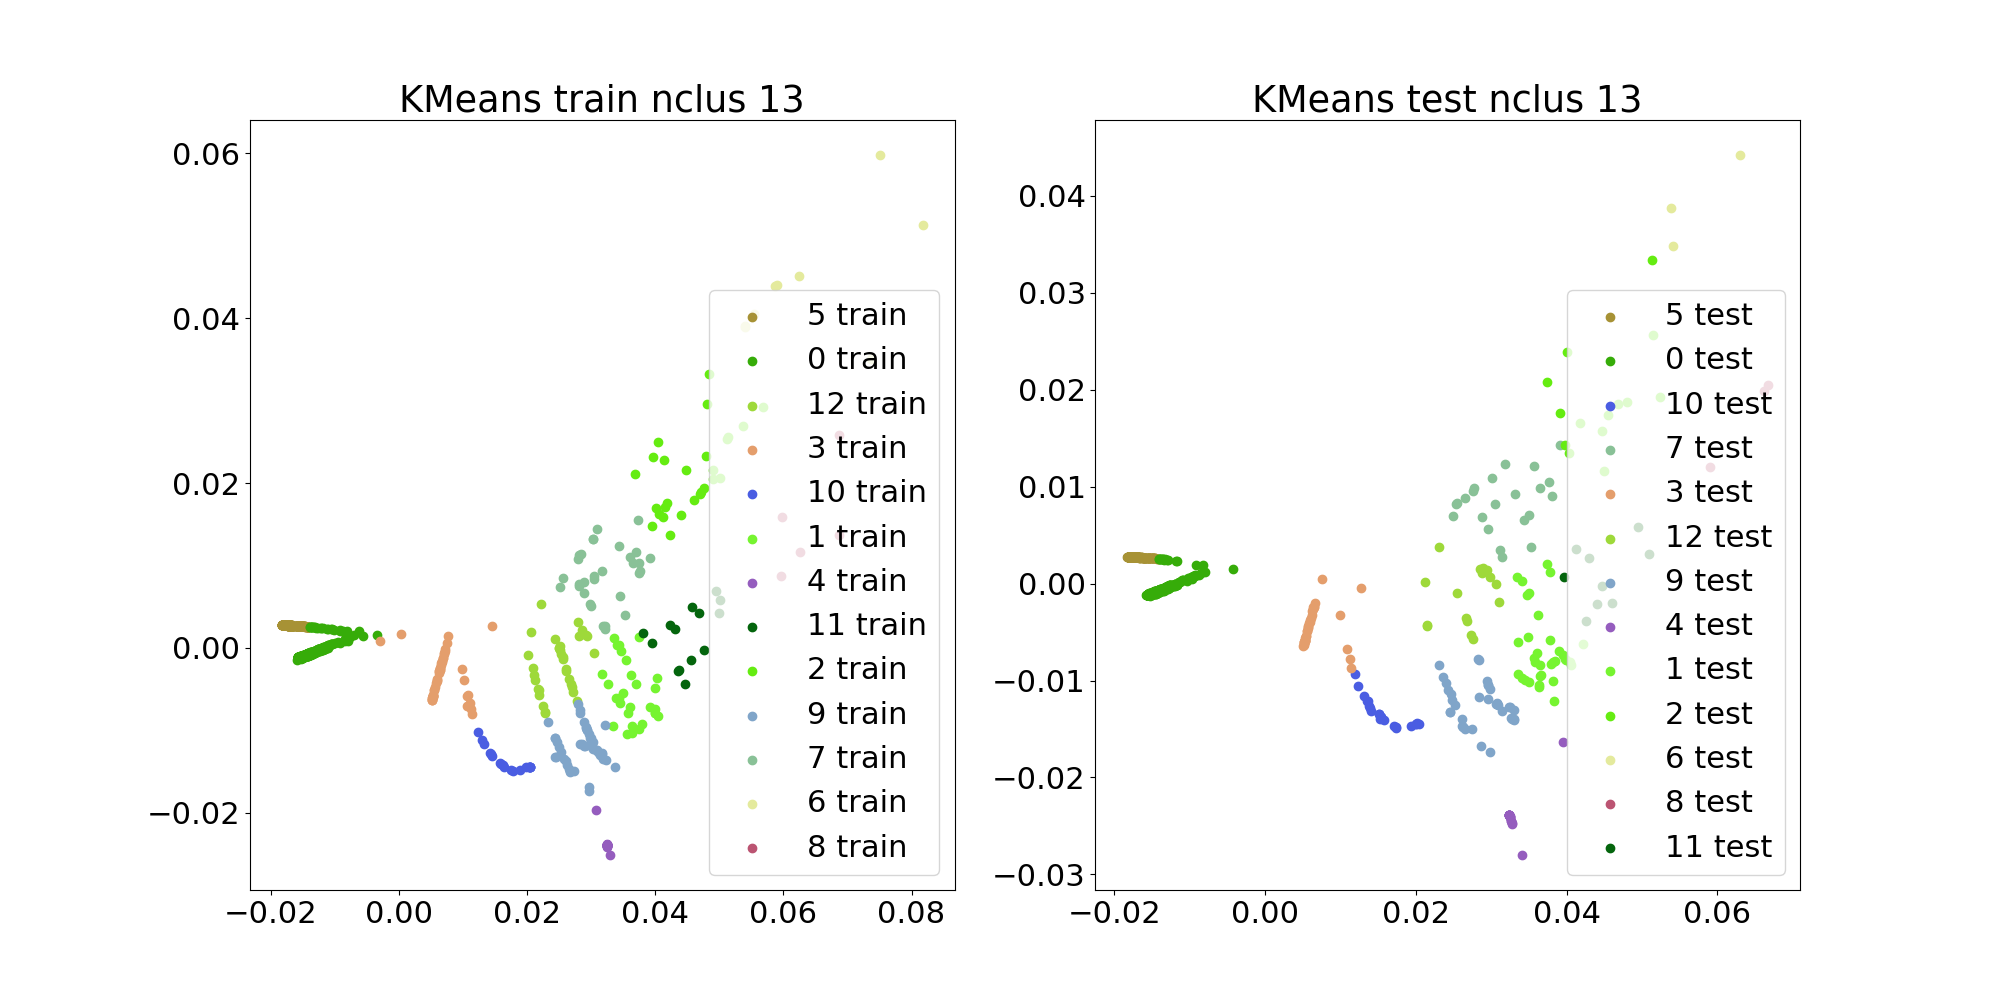 KMeans train nclus 13
0.06
0.04
0.02
0.00
−0.02
−0.02 0.00 0.02 0.04 0.06 0.08
5 train
0 train
12 train
3 train
10 train
1 train
4 train
11 train
2 train
9 train
7 train
6 train
8 train
KMeans test nclus 13
0.04
0.03
0.02
0.01
0.00
−0.01
−0.02
−0.03
−0.02 0.00 0.02 0.04 0.06
5 test
0 test
10 test
7 test
3 test
12 test
9 test
4 test
1 test
2 test
6 test
8 test
11 test